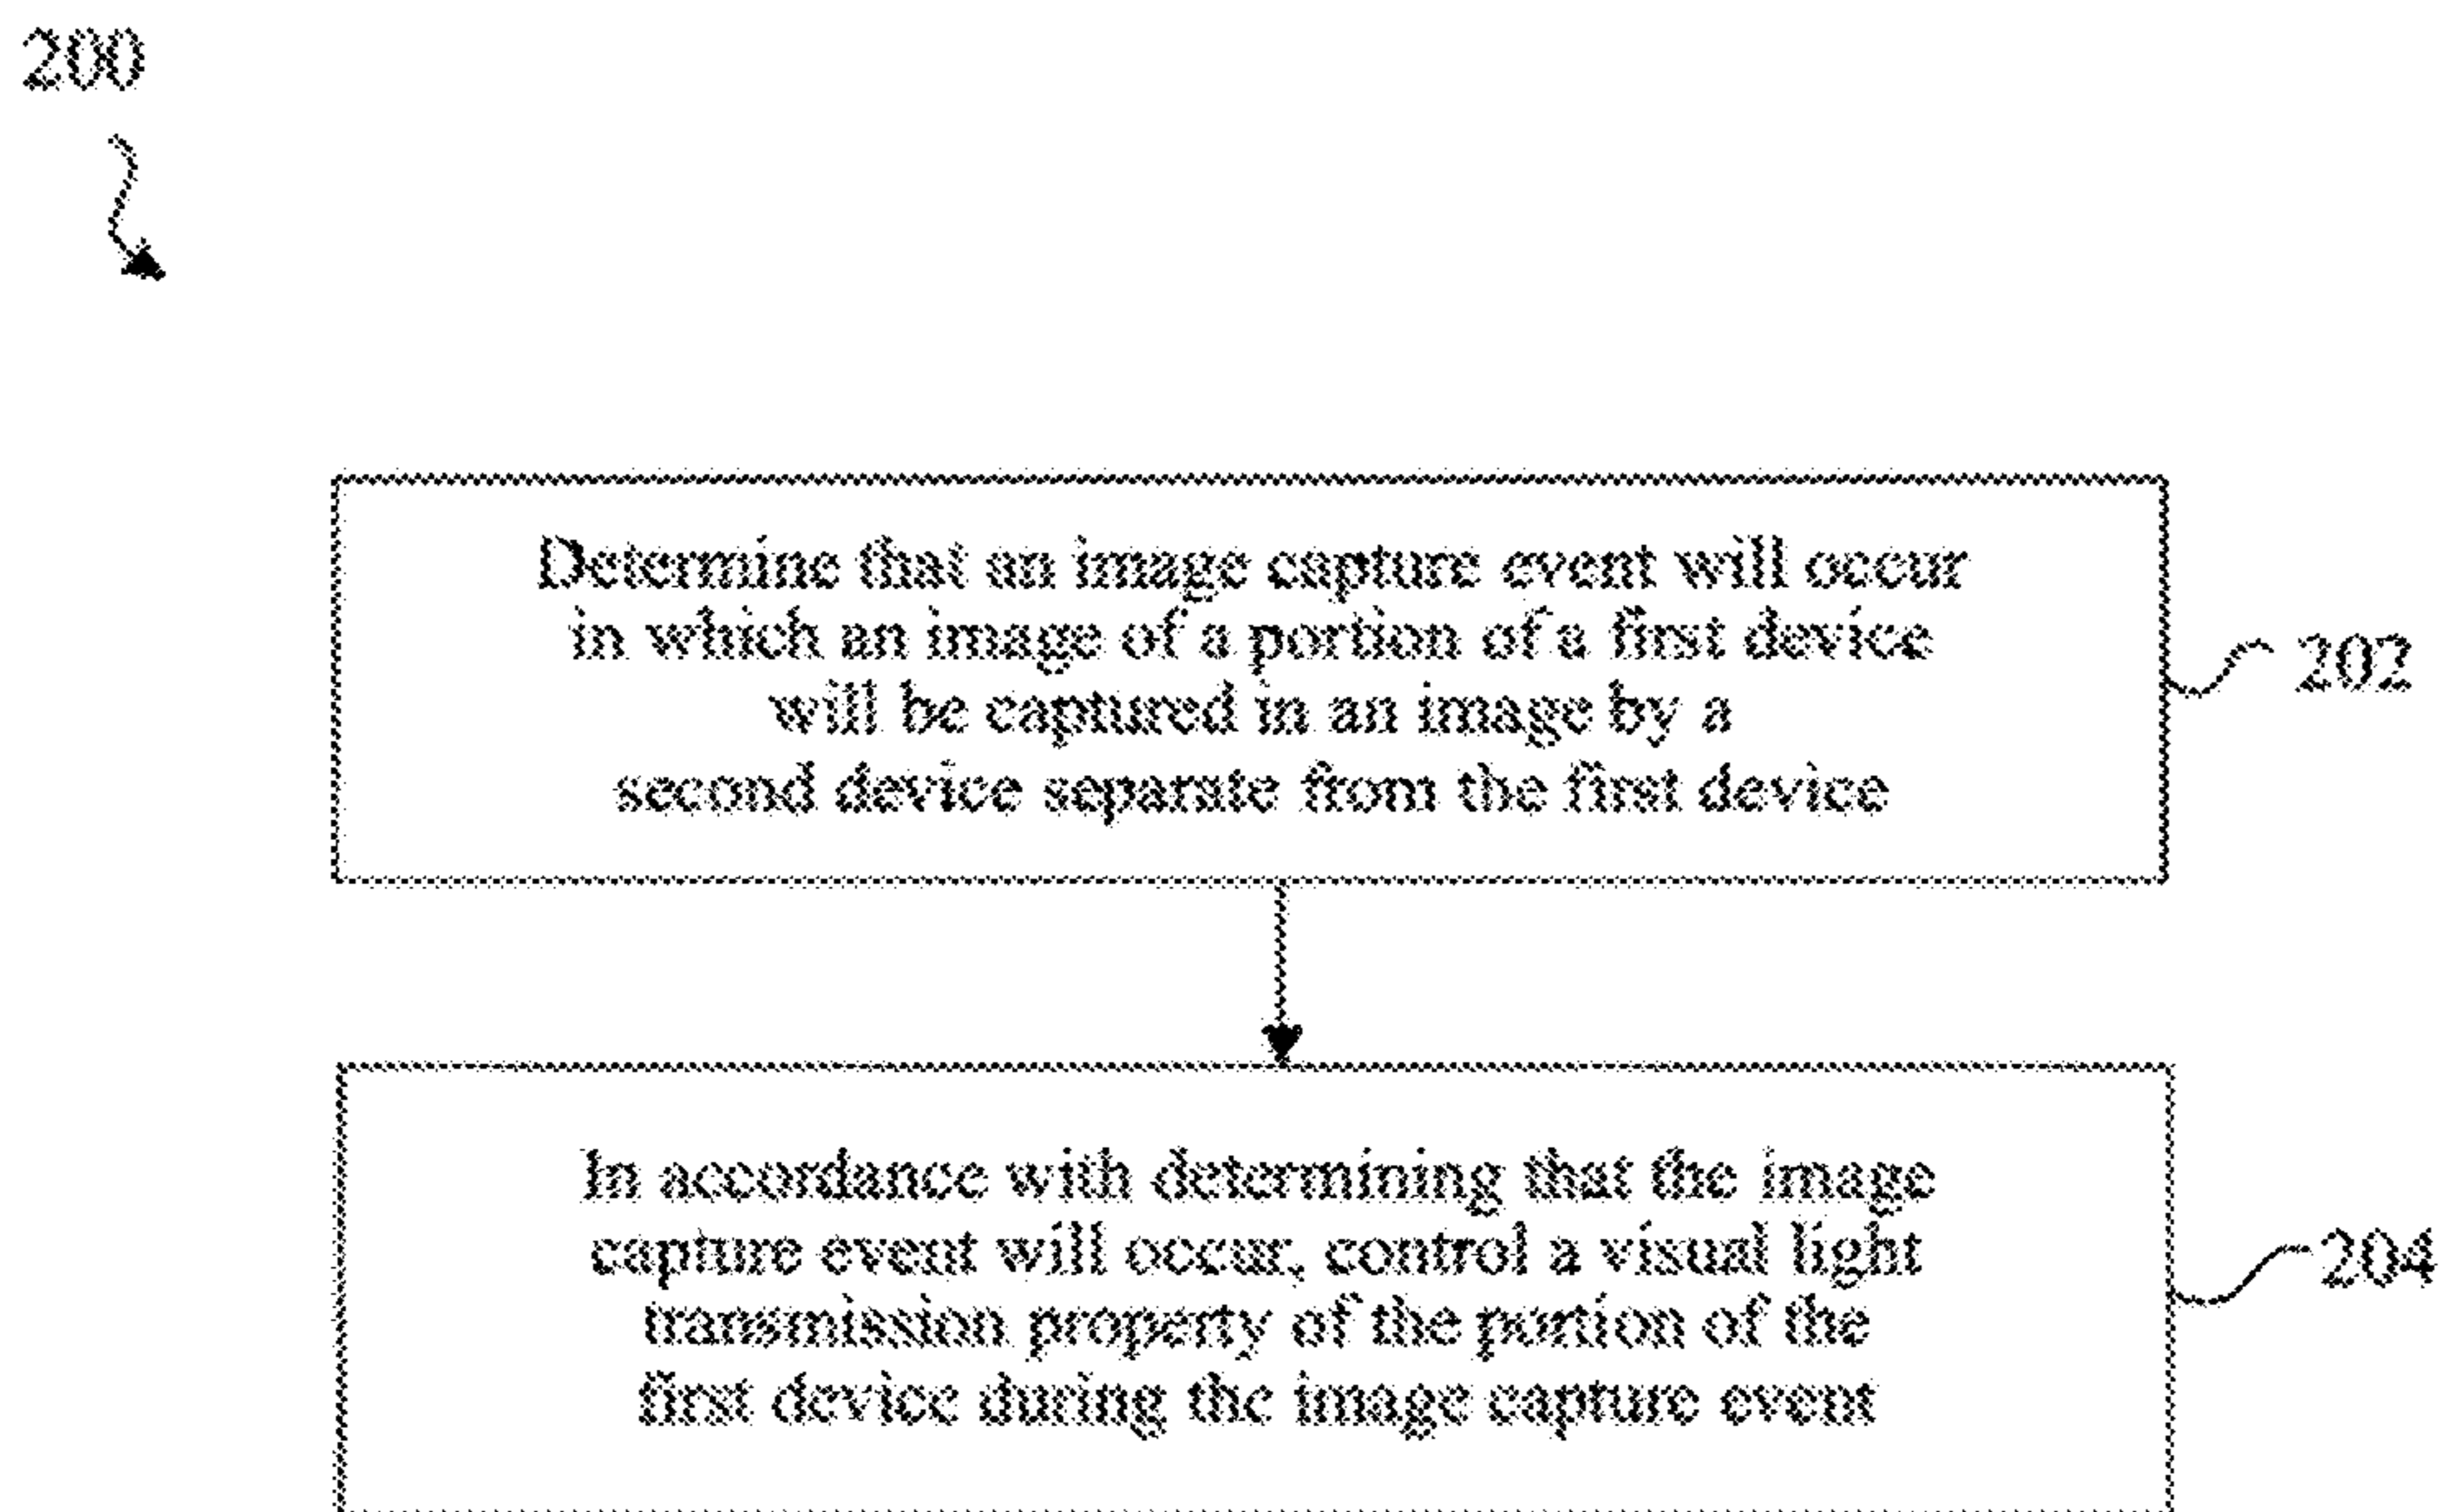 200
Determine that an image capture event will occur
in which an image of a portion of a first device
will be captured in an image by a
second device separate from the first device
202
In accordance with determining that the image
capture event will occur, control a visual light
transmission property of the portion of the
first device during the image capture event
204